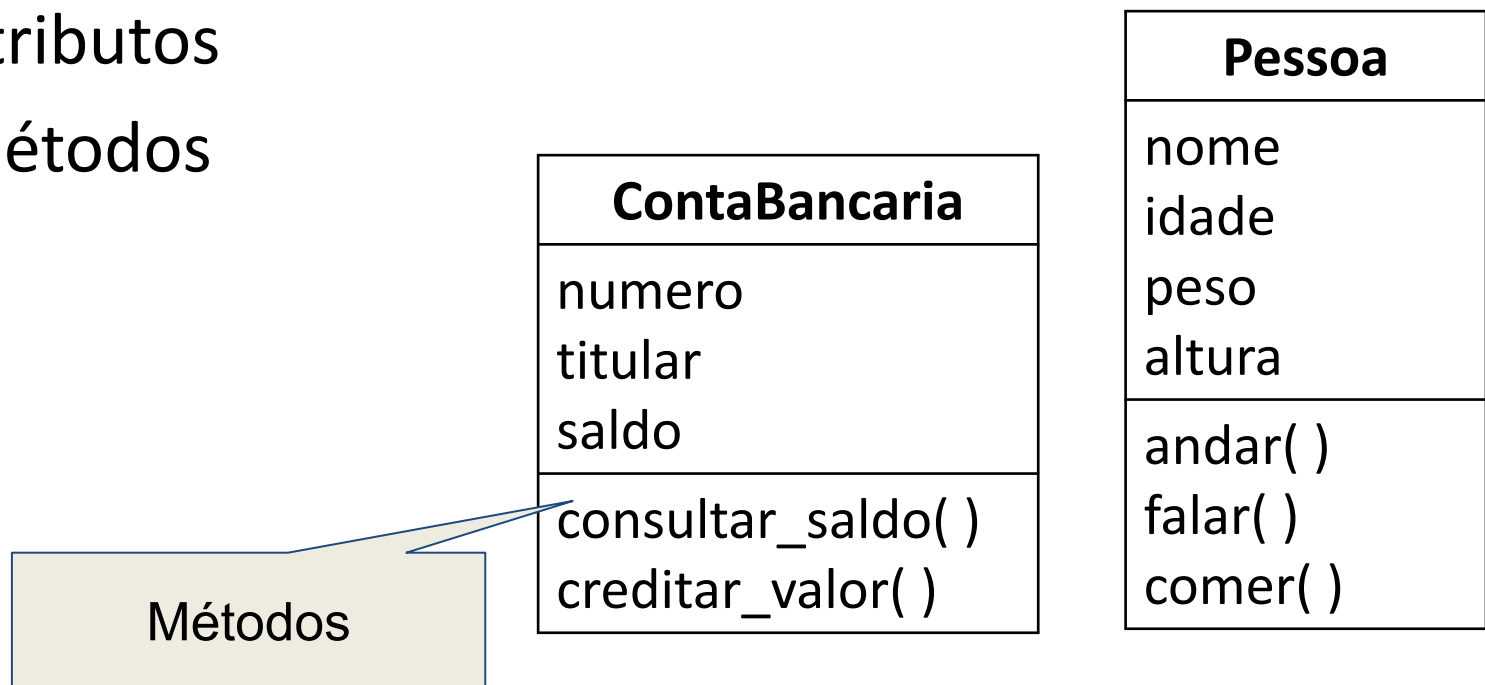 tributos
étodos
ContaBancaria
numero
titular
saldo
consultar_saldo( )
creditar_valor( )
Métodos
Pessoa
nome
idade
peso
altura
andar( )
falar( )
comer( )